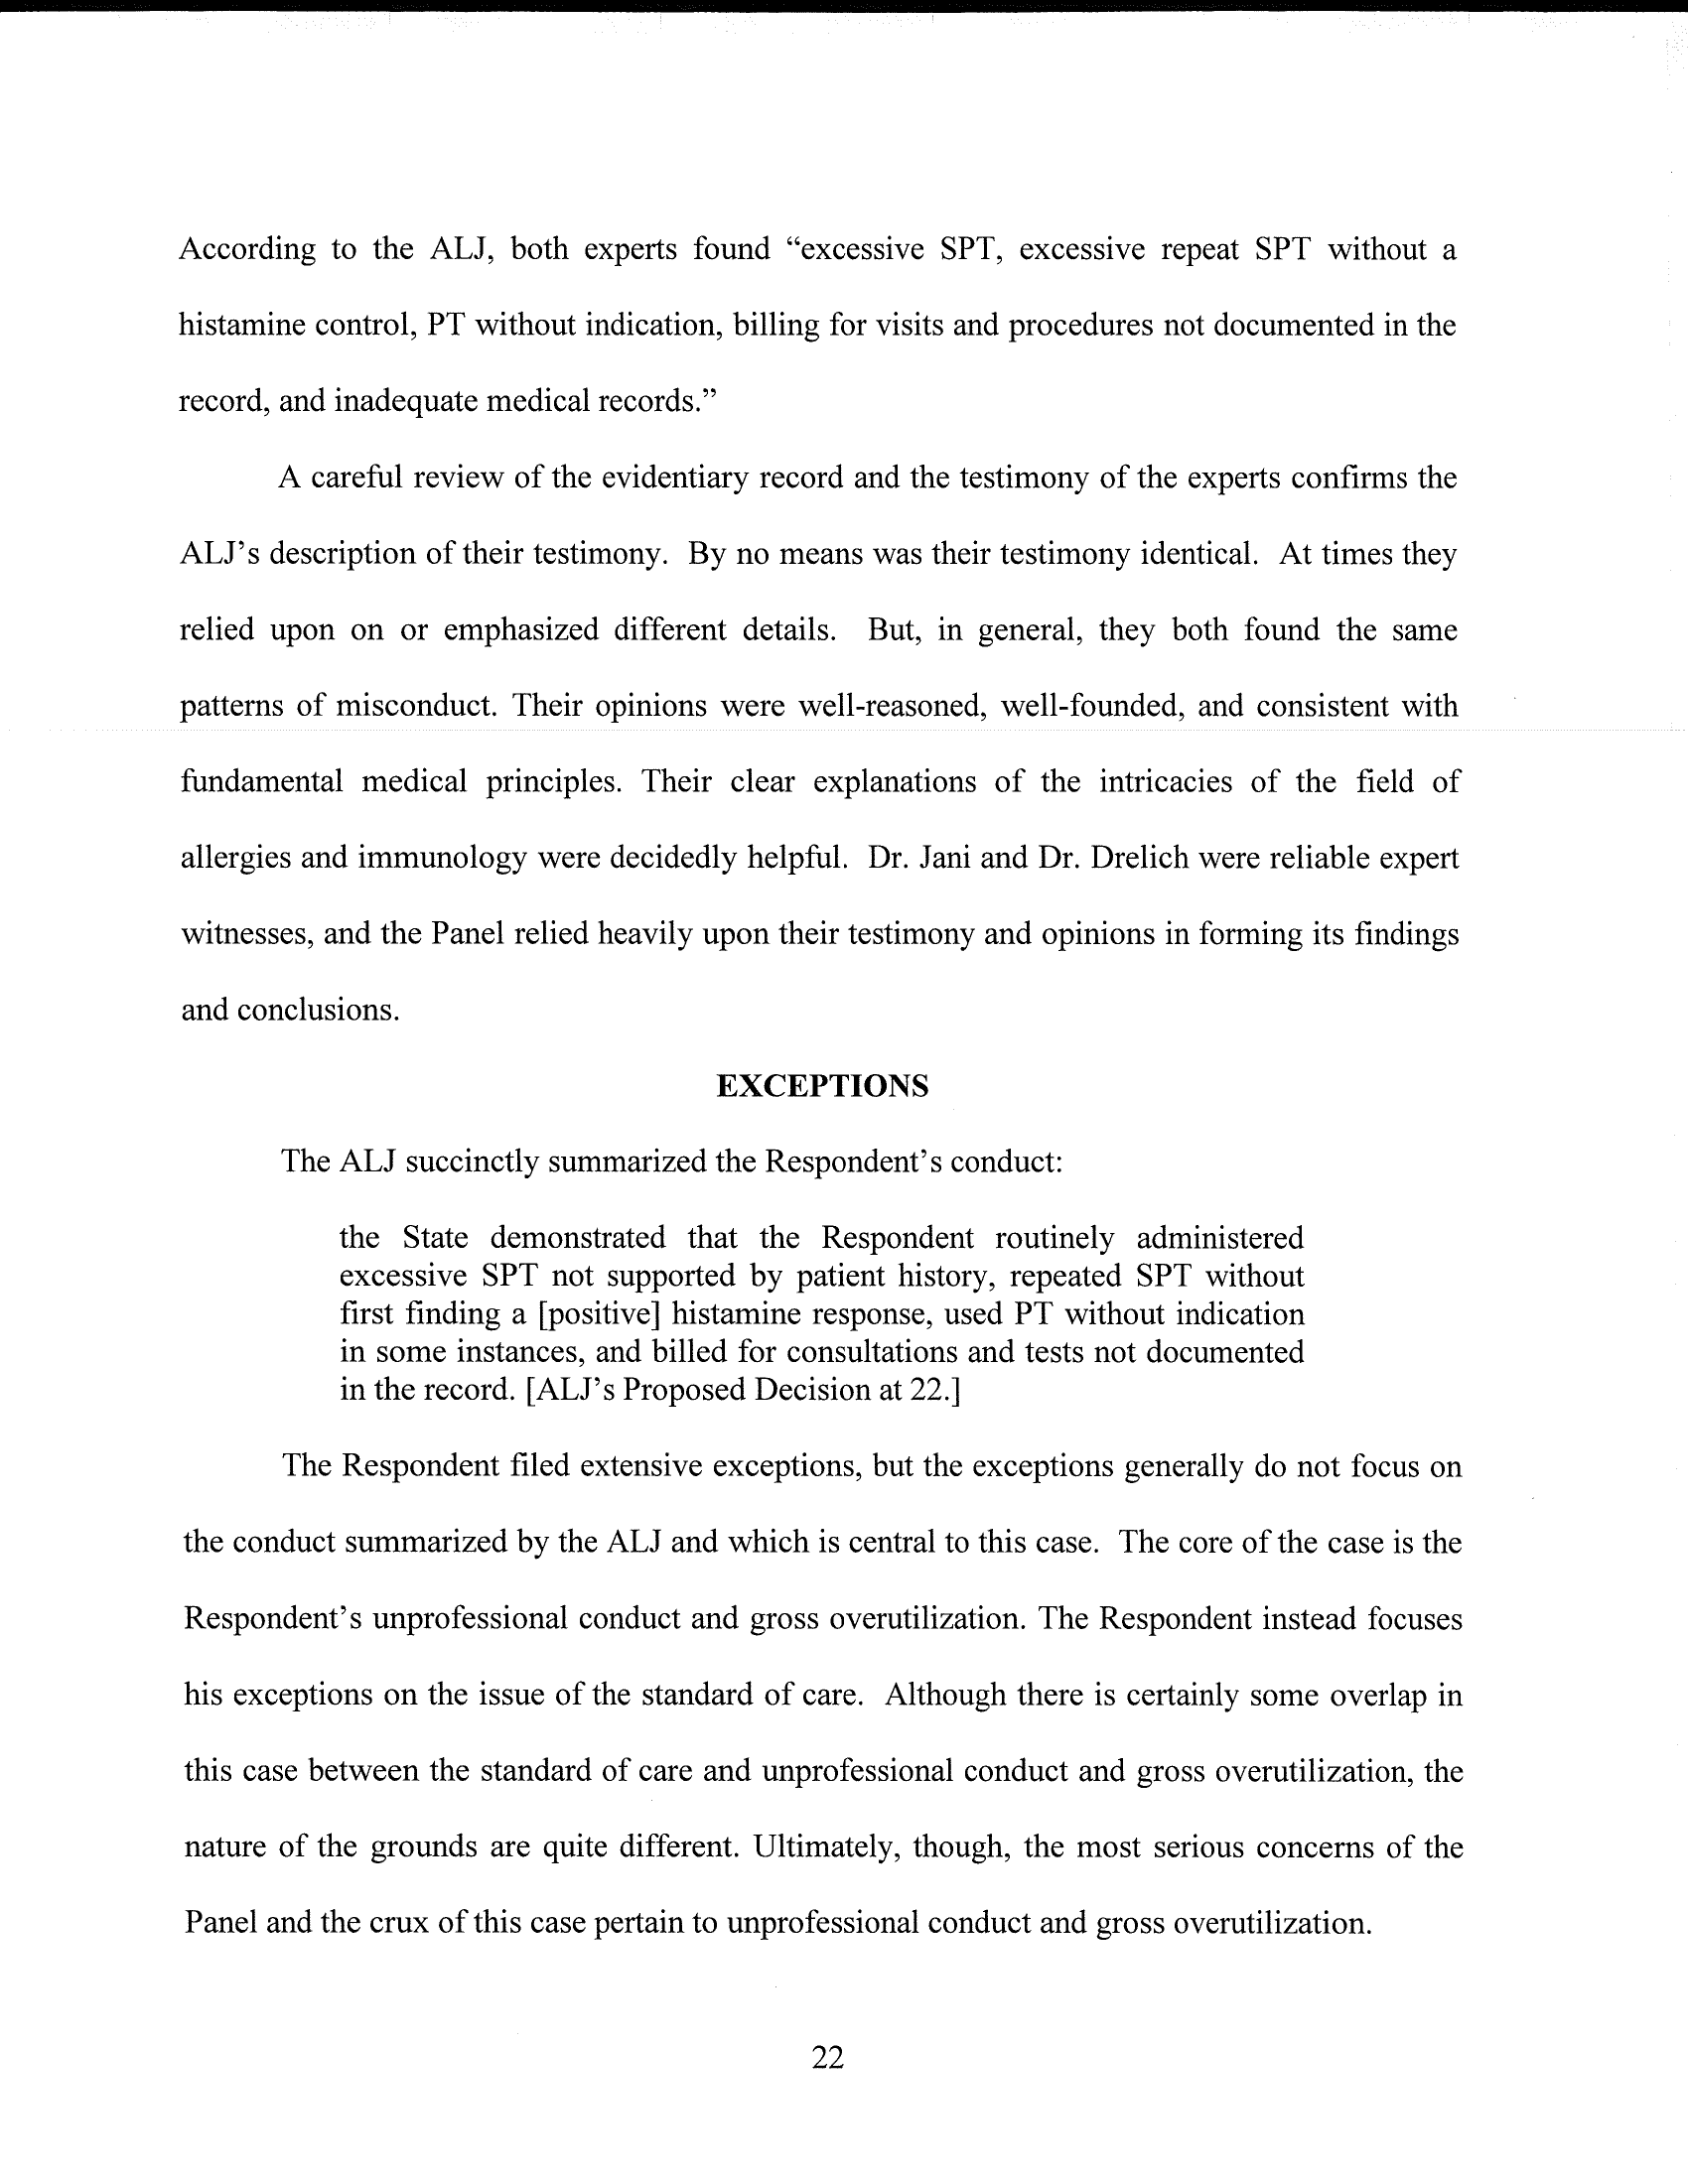 According to the ALJ, both experts found “excessive SPT, excessive repeat SPT without a
histamine control, PT without indication, billing for visits and procedures not documented in the
record, and inadequate medical records.”
A careful review of the evidentiary record and the testimony of the experts confirms the
ALJ’s description of their testimony. By no means was their testimony identical. At times they
relied upon on or emphasized different details. But, in general, they both found the same
patterns of misconduct. Their opinions were well-reasoned, well-founded, and consistent with
fundamental medical principles. Their clear explanations of the intricacies of the field of
allergies and immunology were decidedly helpful. Dr. Jani and Dr. Drelich were reliable expert
witnesses, and the Panel relied heavily upon their testimony and opinions in forming its findings
and conclusions.
EXCEPTIONS
The ALJ succinctly summarized the Respondent’s conduct:
the State demonstrated that the Respondent routinely administered
excessive SPT not supported by patient history, repeated SPT without
first finding a [positive] histamine response, used PT without indication
in some instances, and billed for consultations and tests not documented
in the record. [ALJ’s Proposed Decision at 22.]
The Respondent filed extensive exceptions, but the exceptions generally do not focus on
the conduct summarized by the ALJ and which is central to this case. The core of the case is the
Respondent’s unprofessional conduct and gross overutilization. The Respondent instead focuses
his exceptions on the issue of the standard of care. Although there is certainly some overlap in
this case between the standard of care and unprofessional conduct and gross overutilization, the
nature of the grounds are quite different. Ultimately, though, the most serious concerns of the
Panel and the crux of this case pertain to unprofessional conduct and gross overutilization.
22